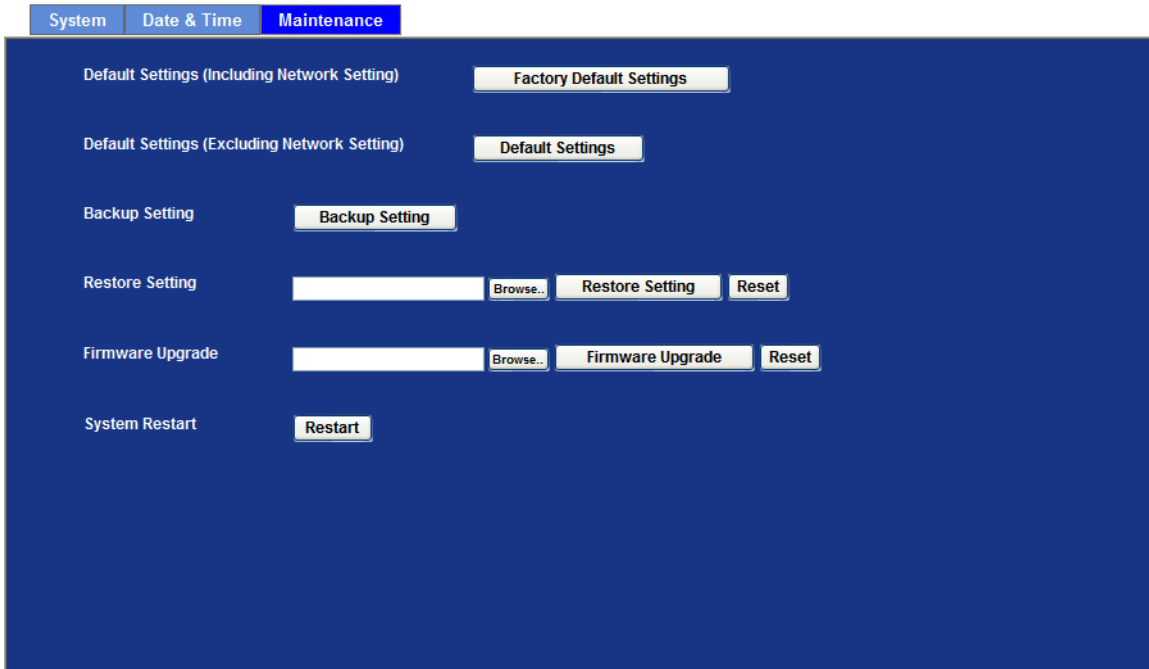 System Date & Time Maintenance
Default Settings (Including Network Setting) Factory Default Settings
Default Settings (Excluding Network Setting) Default Settings
Backup Setting Backup Setting
Restore Setting Browse.. Restore Setting Reset
Firmware Upgrade Browse.. Firmware Upgrade Reset
System Restart Restart